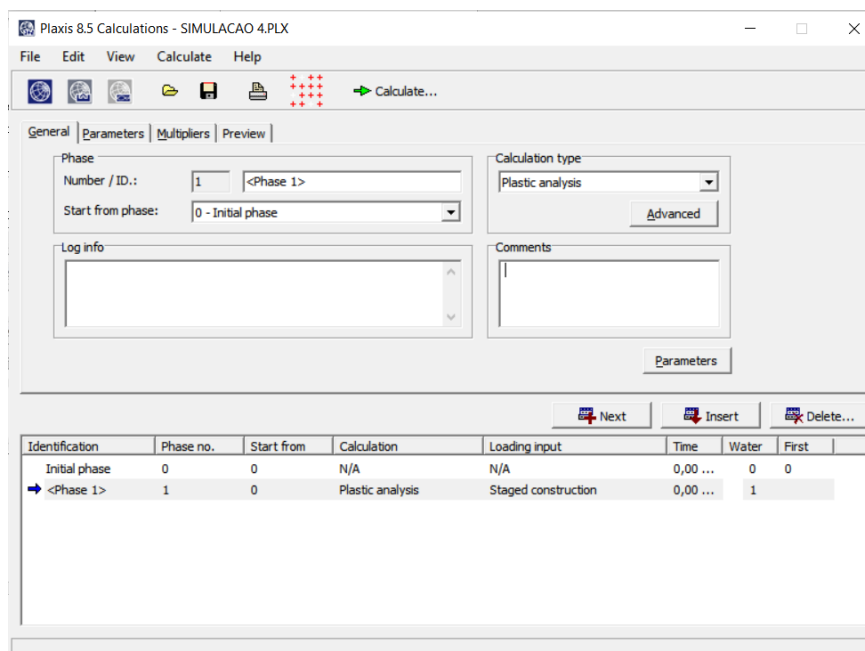 Plaxis 8.5 Calculations - SIMULACAO 4.PLX
File Edit View Calculate Help
Calculate...
General Parameters Multipliers Preview
Phase
Number / ID.: 1 <Phase 1>
Start from phase: 0 - Initial phase
Calculation type
Plastic analysis
Advanced
Log info
Comments
Parameters
Next Insert Delete...
Identification Phase no. Start from Calculation Loading input Time Water First
Initial phase 0 0 N/A N/A 0,00 ... 0 0
<Phase 1> 1 0 Plastic analysis Staged construction 0,00 ... 1